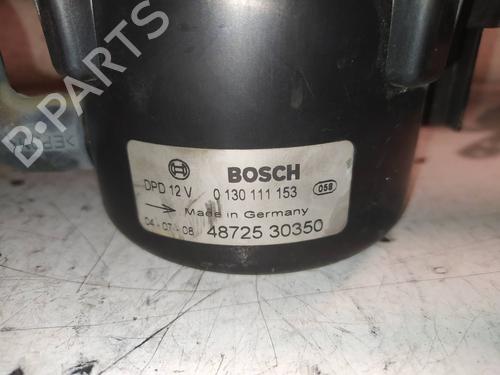 B-PARTS
BOSCH
DPD 12 V 0 130 111 153 058
Made in Germany
04-07-08 48725 30350